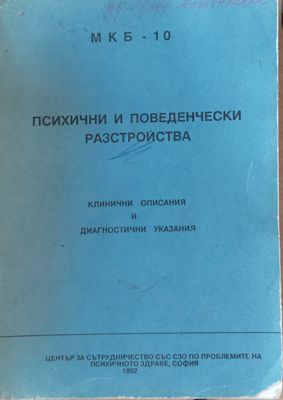 МКБ - 10
ПСИХИЧНИ И ПОВЕДЕНЧЕСКИ
РАЗСТРОЙСТВА
КЛИНИЧНИ ОПИСАНИЯ
И
ДИАГНОСТИЧНИ УКАЗАНИЯ
ЦЕНТЪР ЗА СЪТРУДНИЧЕСТВО СЪС СЗО ПО ПРОБЛЕМИТЕ НА
ПСИХИЧНОТО ЗДРАВЕ, СОФИЯ
1992